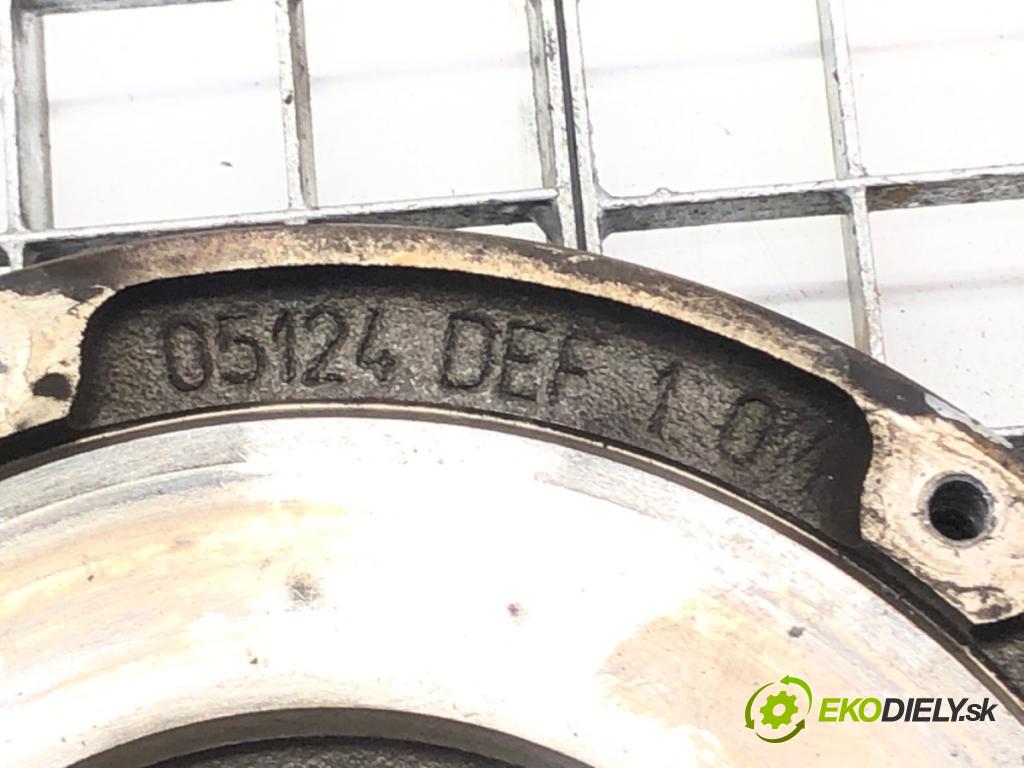 05124 DEF 1 0
EKODIELY.sk